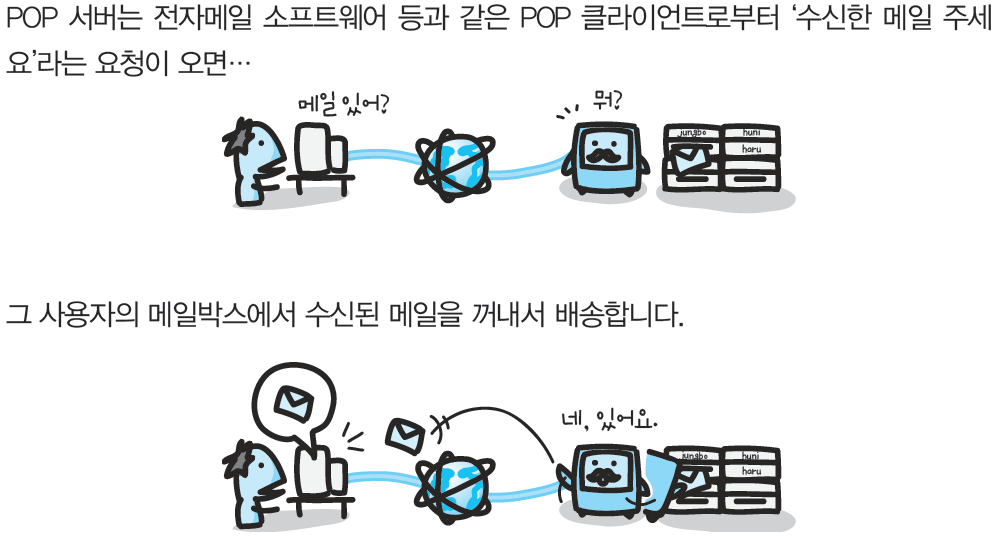 POP 서버는 전자메일 소프트웨어 등과 같은 POP 클라이언트로부터 ‘수신한 메일 주세
요’라는 요청이 오면…
메일 있어?
뭐?
jungbo
huni
haru
그 사용자의 메일박스에서 수신된 메일을 꺼내서 배송합니다.
네, 있어요.
jungbo
huni
haru